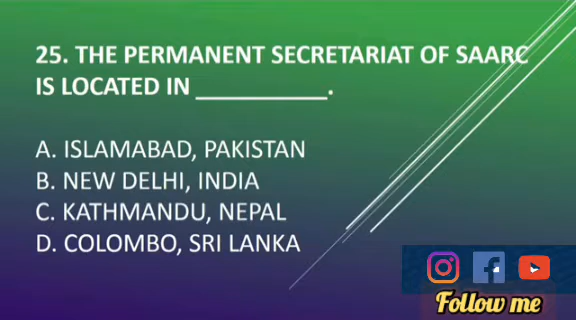 25. THE PERMANENT SECRETARIAT OF SAARC
IS LOCATED IN ___________.
A. ISLAMABAD, PAKISTAN
B. NEW DELHI, INDIA
C. KATHMANDU, NEPAL
D. COLOMBO, SRI LANKA
Follow me